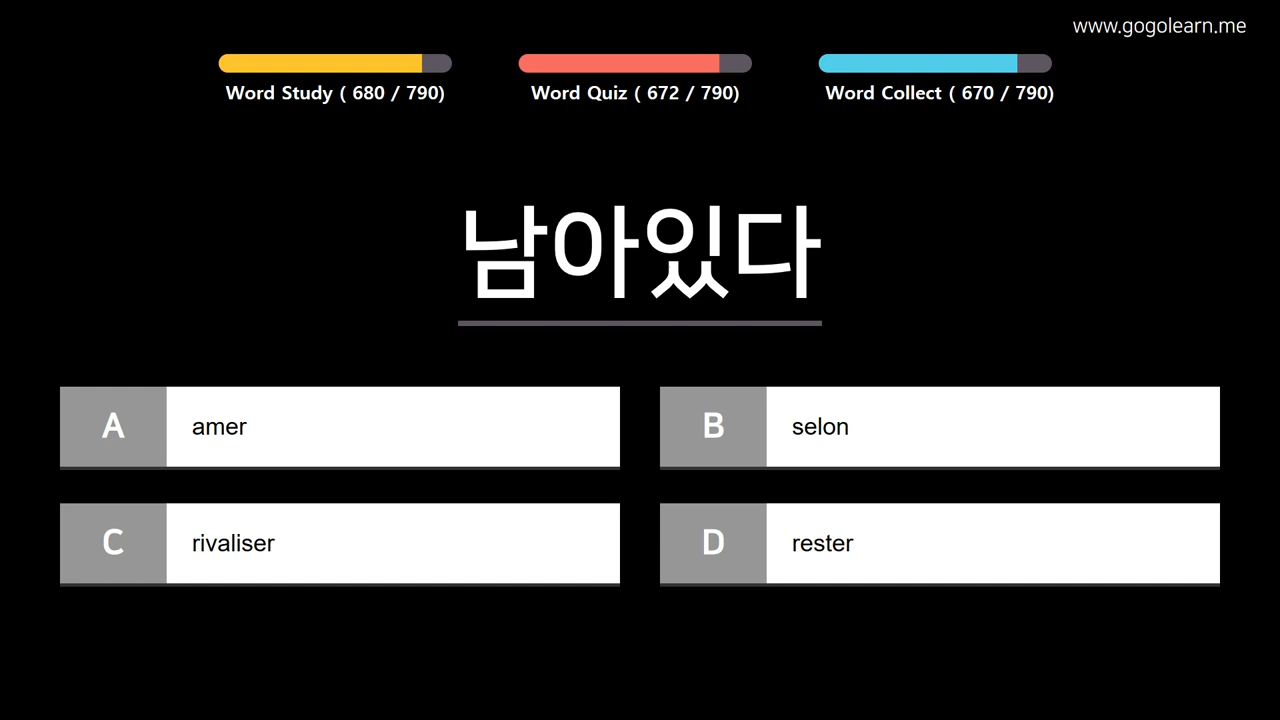 www.gogolearn.me
Word Study ( 680 / 790)
Word Quiz ( 672 / 790)
Word Collect ( 670 / 790)
남아있다
A
amer
B
selon
C
rivaliser
D
rester